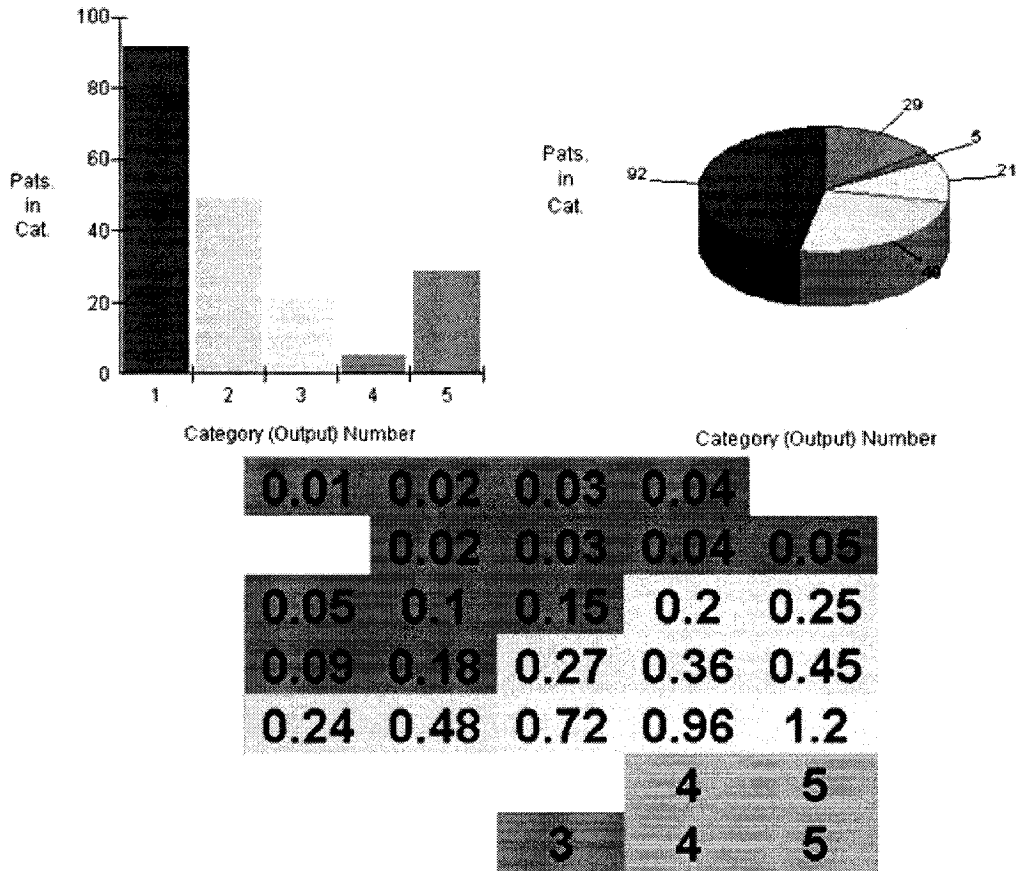 100
80
60
40
20
0
Pats.
in
Cat.
1 2 3 4 5
Category (Output) Number
Pats.
in
Cat.
92
29
5
21
Category (Output) Number
0.01 0.02 0.03 0.04
0.02 0.03 0.04 0.05
0.05 0.1 0.15 0.2 0.25
0.09 0.18 0.27 0.36 0.45
0.24 0.48 0.72 0.96 1.2
4 5
3 4 5